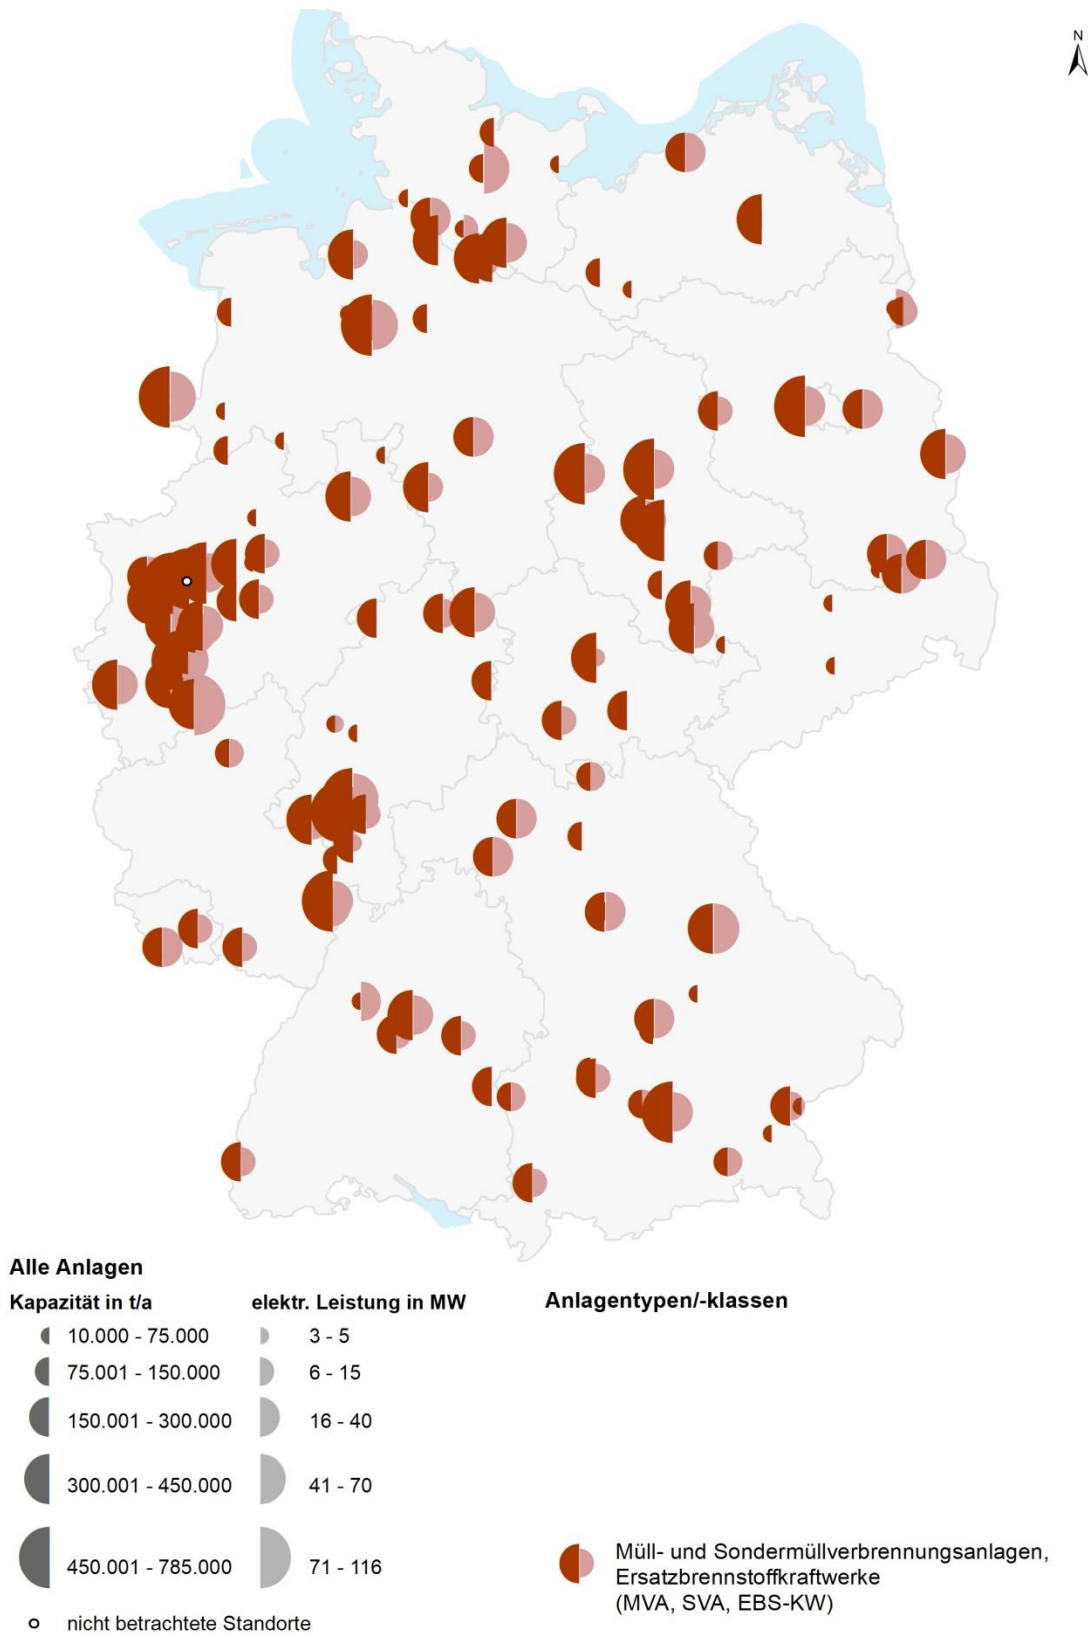 N
Alle Anlagen
Kapazität in t/a
10.000 - 75.000
75.001 - 150.000
150.001 - 300.000
300.001 - 450.000
450.001 - 785.000
nicht betrachtete Standorte
elektr. Leistung in MW
3 - 5
6 - 15
16 - 40
41 - 70
71 - 116
Anlagentypen/-klassen
Müll- und Sondermüllverbrennungsanlagen,
Ersatzbrennstoffkraftwerke
(MVA, SVA, EBS-KW)